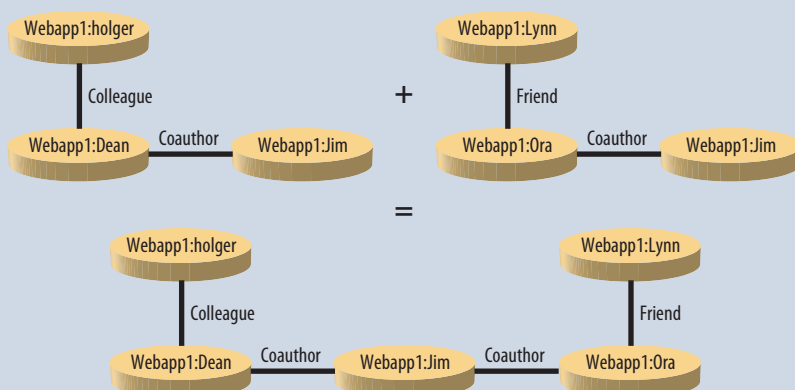 Webapp1:holger
Webapp1:Lynn
Colleague
+
Friend
Webapp1:Dean
Coauthor
Webapp1:Jim
Webapp1:Ora
Coauthor
Webapp1:Jim
=
Webapp1:holger
Webapp1:Lynn
Colleague
Friend
Webapp1:Dean
Coauthor
Webapp1:Jim
Coauthor
Webapp1:Ora